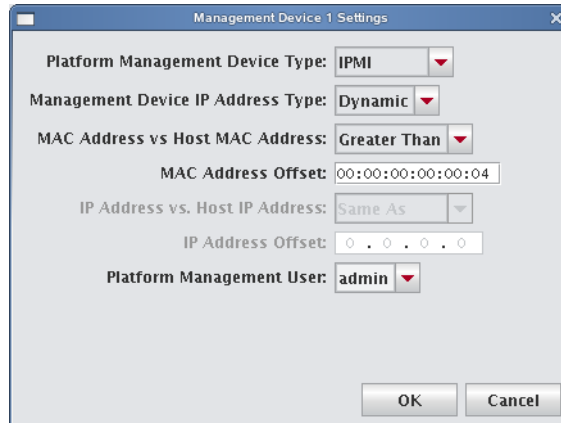 Management Device 1 Settings
Platform Management Device Type: IPMI
Management Device IP Address Type: Dynamic
MAC Address vs Host MAC Address: Greater Than
MAC Address Offset: 00:00:00:00:00:04
IP Address vs. Host IP Address: Same As
IP Address Offset: 0 . 0 . 0 . 0
Platform Management User: admin
OK Cancel